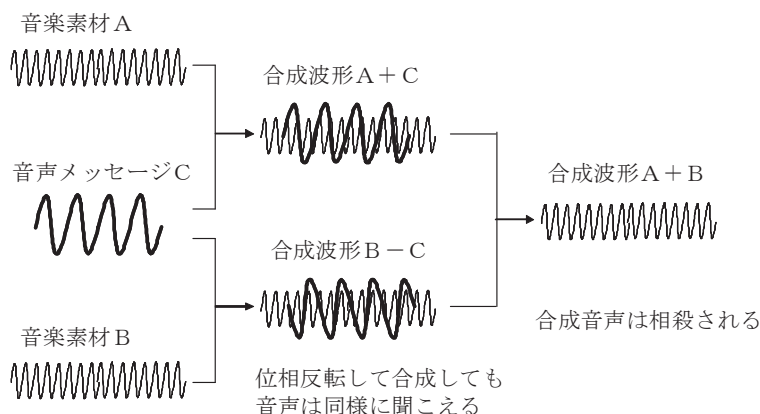 音楽素材A
合成波形A+C
音声メッセージC
合成波形A+B
合成波形B-C
合成音声は相殺される
音楽素材B
位相反転して合成しても
音声は同様に聞こえる